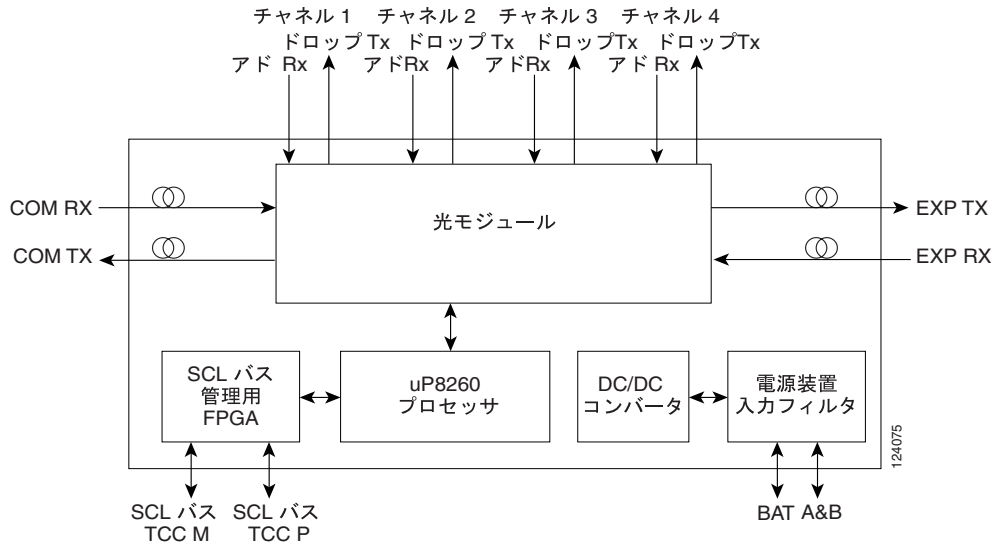 チャネル 1 チャネル 2 チャネル 3 チャネル 4
ドロップ Tx ドロップ Tx ドロップTx ドロップTx
アド Rx アドRx アドRx アド Rx
COM RX
COM TX
光モジュール
EXP TX
EXP RX
SCL バス
管理用
FPGA
uP8260
プロセッサ
DC/DC
コンバータ
電源装置
入力フィルタ
124075
SCL バス
TCC M
SCL バス
TCC P
BAT A&B